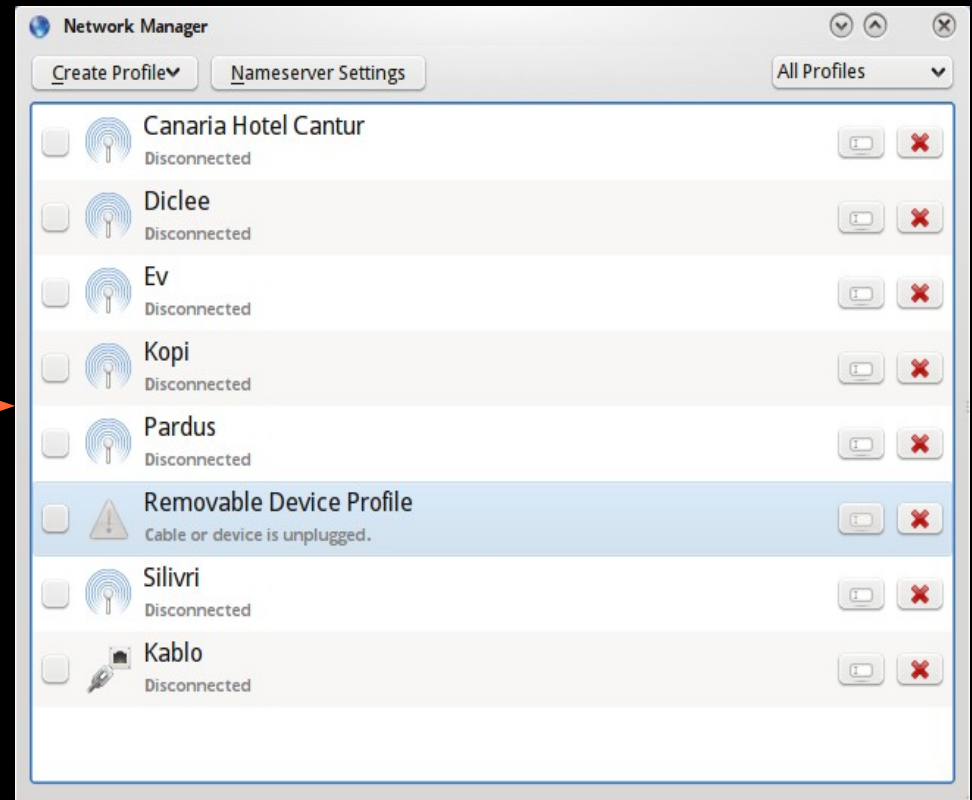 Network Manager
Create Profile
Nameserver Settings
All Profiles
Canaria Hotel Cantur
Disconnected
Diclee
Disconnected
Ev
Disconnected
Kopi
Disconnected
Pardus
Disconnected
Removable Device Profile
Cable or device is unplugged.
Silivri
Disconnected
Kablo
Disconnected